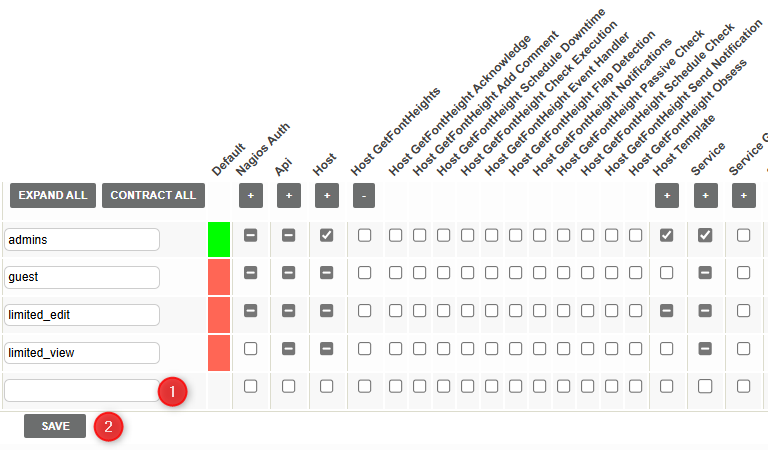 Default
Nagios Auth
Api
Host
Host GetFontHeights
Host GetFontHeight Acknowledge
Host GetFontHeight Add Comment
Host GetFontHeight Schedule Downtime
Host GetFontHeight Check Execution
Host GetFontHeight Event Handler
Host GetFontHeight Flap Detection
Host GetFontHeight Notifications
Host GetFontHeight Passive Check
Host GetFontHeight Schedule Check
Host GetFontHeight Send Notification
Host GetFontHeight Obsess
Host Template
Service
Service G
EXPAND ALL CONTRACT ALL + + + - + + +
admins
guest
limited_edit
limited_view
1
SAVE 2